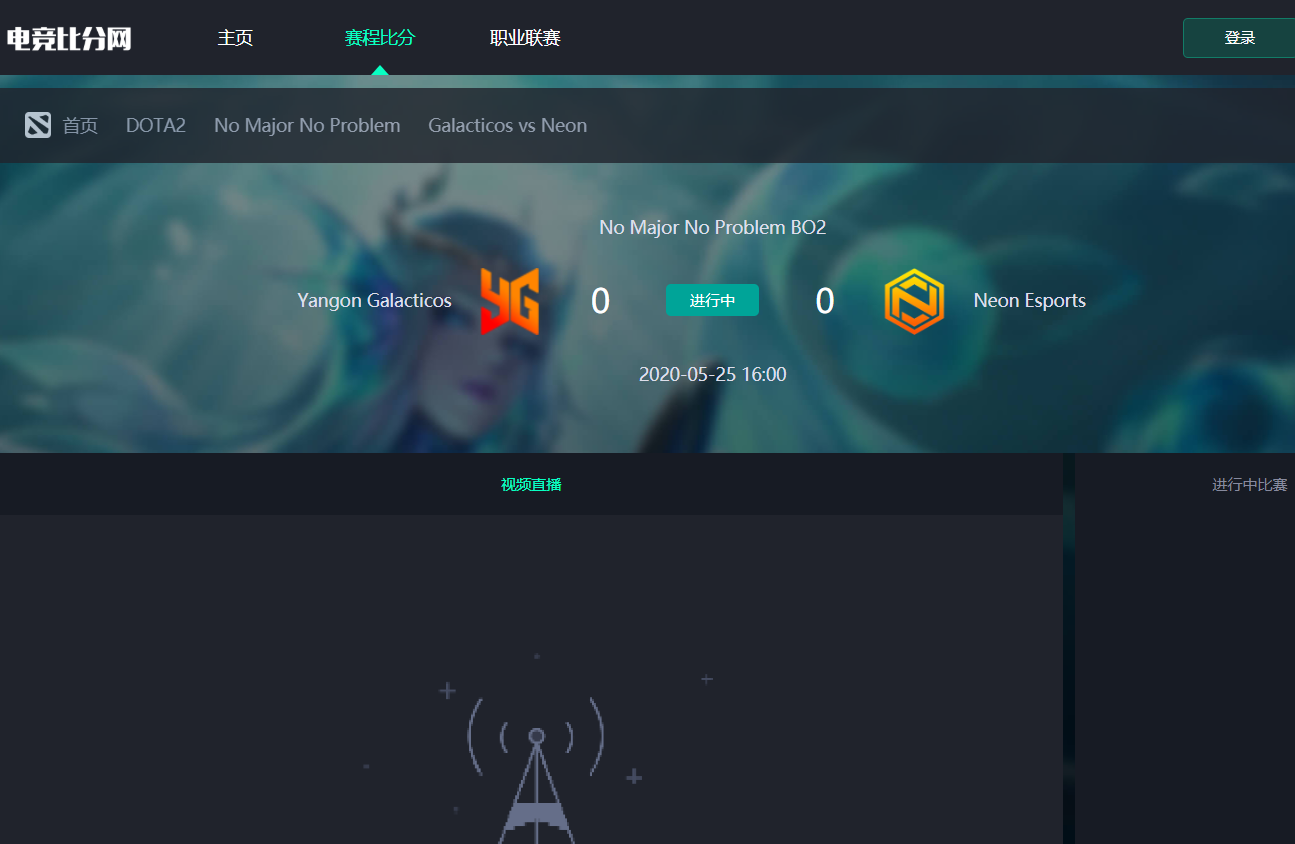 电竞比分网 主页 赛程比分 职业联赛 登录
首页 DOTA2 No Major No Problem Galacticos vs Neon
No Major No Problem BO2
Yangon Galacticos YG 0 进行中 0 N Neon Esports
2020-05-25 16:00
视频直播 进行中比赛